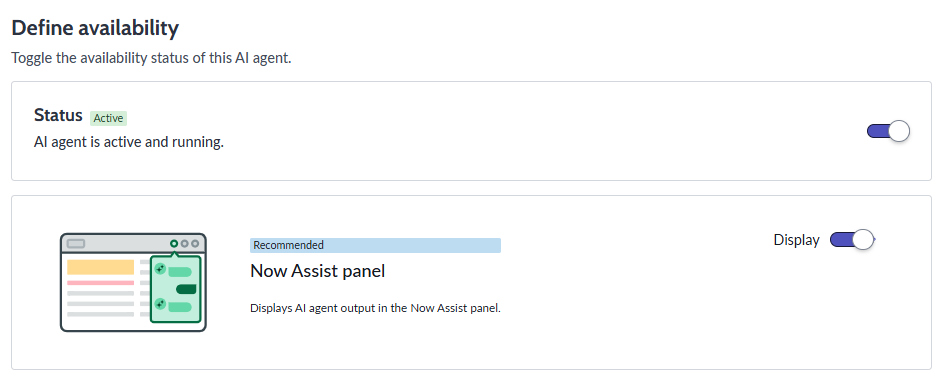 Define availability
Toggle the availability status of this AI agent.
Status Active
AI agent is active and running.
Recommended
Display
Now Assist panel
Displays AI agent output in the Now Assist panel.